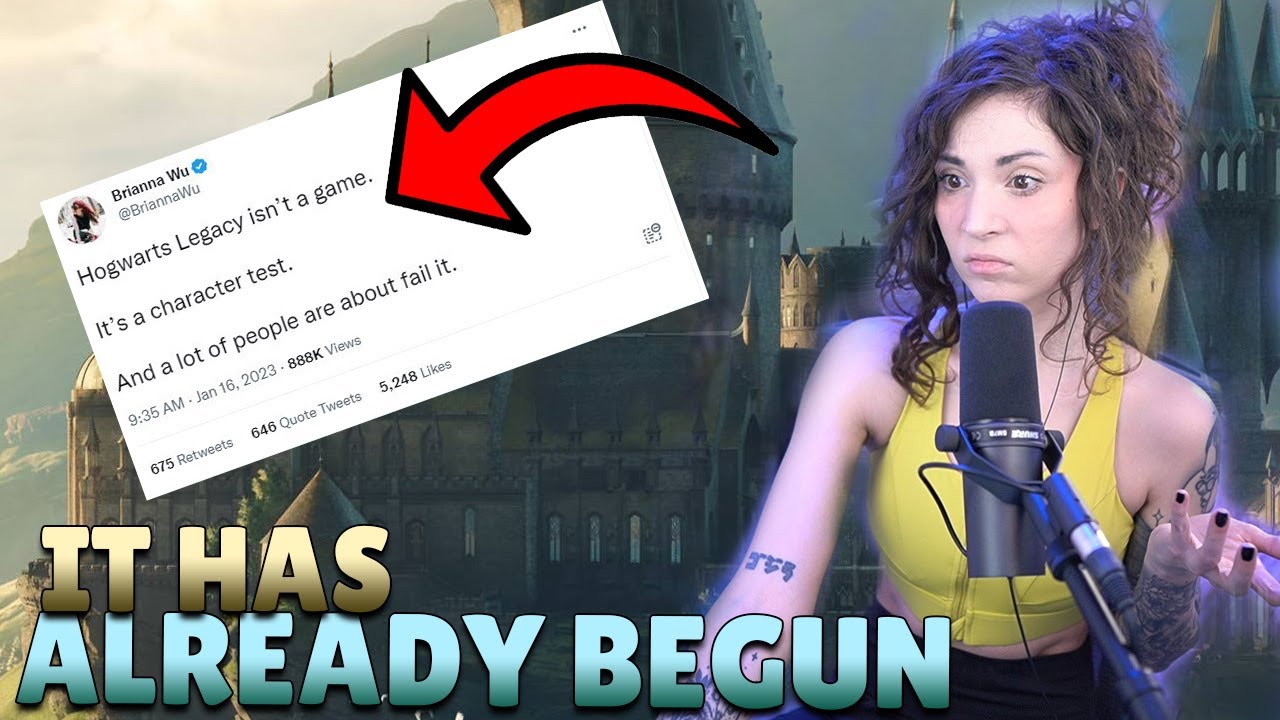 Brianna Wu
@BriannaWu
Hogwarts Legacy isn't a game.
It's a character test.
And a lot of people are about fail it.
9:35 AM · Jan 16, 2023 · 888K Views
675 Retweets 646 Quote Tweets 5,248 Likes
SHURE
SM7B
IT HAS
ALREADY BEGUN